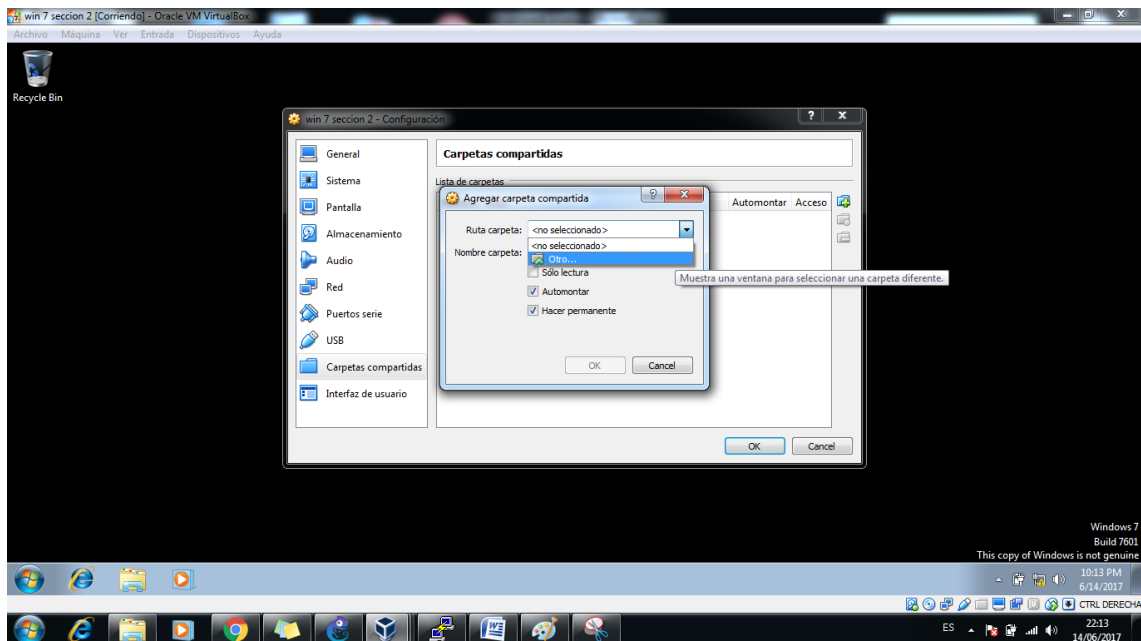 win 7 seccion 2 [Corriendo] - Oracle VM VirtualBox
Archivo Máquina Ver Entrada Dispositivos Ayuda
Recycle Bin
win 7 seccion 2 - Configuración
General
Sistema
Pantalla
Almacenamiento
Audio
Red
Puertos serie
USB
Carpetas compartidas
Interfaz de usuario
Carpetas compartidas
Lista de carpetas
Automontar Acceso
Agregar carpeta compartida
Ruta carpeta: <no seleccionado>
<no seleccionado>
Otro...
Nombre carpeta:
Sólo lectura
Automontar
Hacer permanente
OK Cancel
Muestra una ventana para seleccionar una carpeta diferente.
OK Cancel
Windows 7
Build 7601
This copy of Windows is not genuine
10:13 PM
6/14/2017
CTRL DERECHA
ES
22:13
14/06/2017